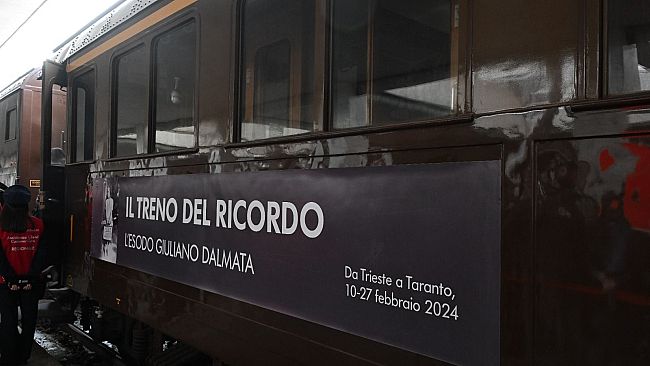 IL TRENO DEL RICORDO
L'ESODO GIULIANO DALMATA
Da Trieste a Taranto,
10-27 febbraio 2024